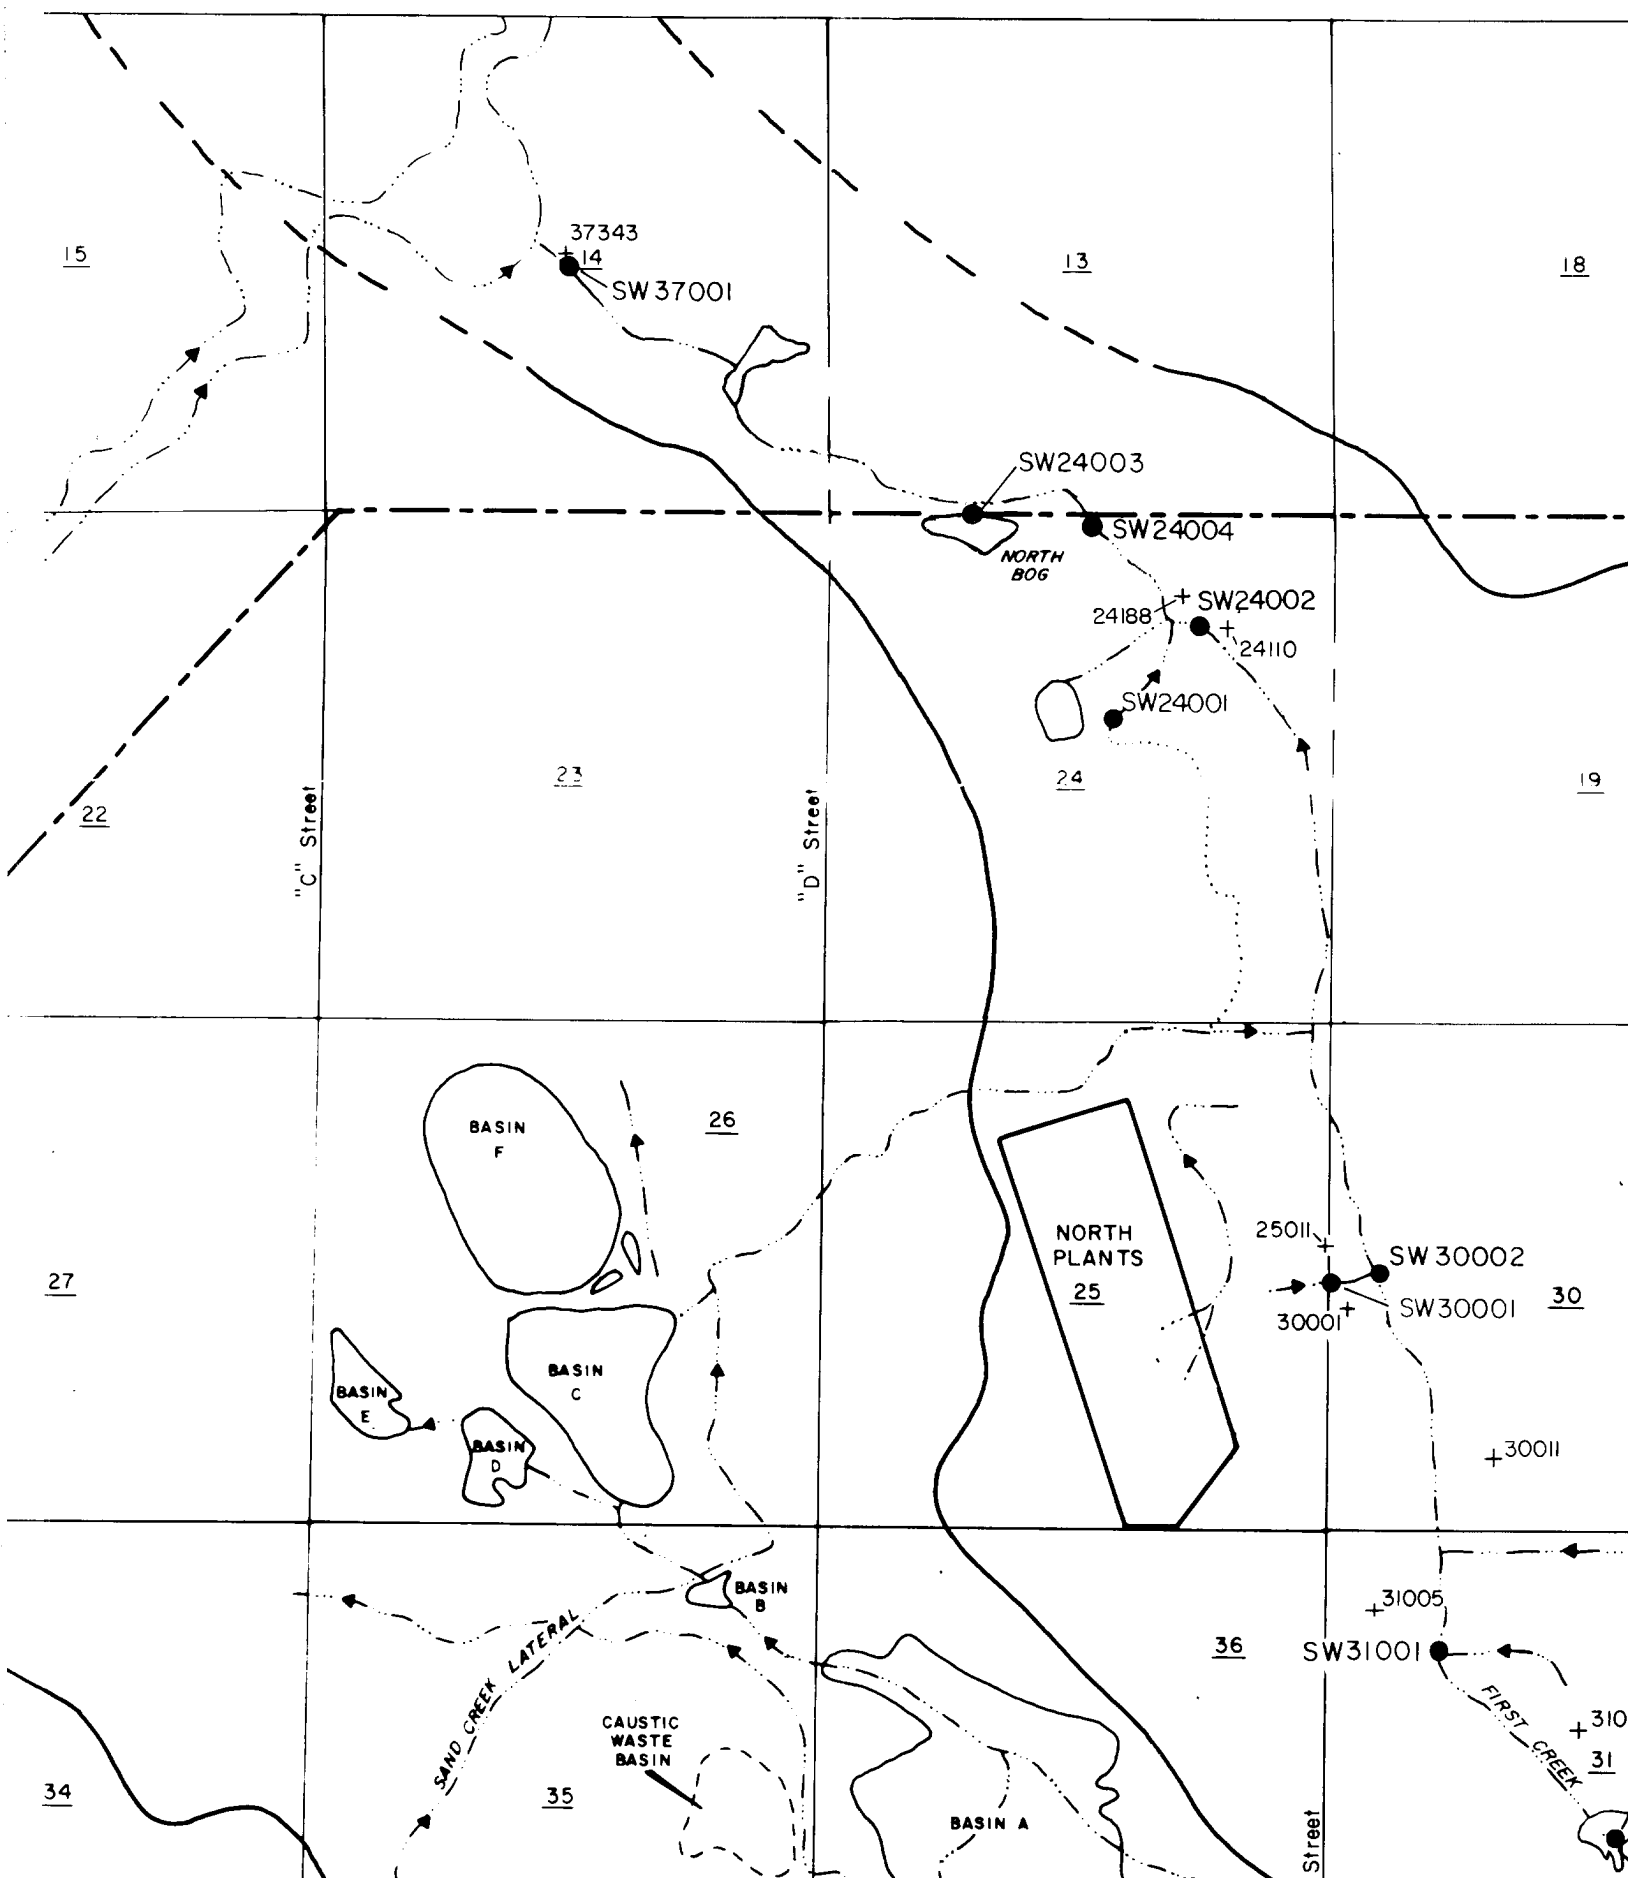 37343
15
14
13
18
SW37001
SW24003
SW24004
NORTH
BOG
SW24002
24188
24110
SW24001
23
24
19
22
"C" Street
"D" Street
26
BASIN
F
NORTH
PLANTS
25
25011
SW30002
27
SW30001
30
30001
BASIN
C
BASIN
E
BASIN
D
30011
BASIN
B
31005
36
SW31001
SAND CREEK LATERAL
FIRST CREEK
CAUSTIC
WASTE
BASIN
310
31
34
35
BASIN A
Street